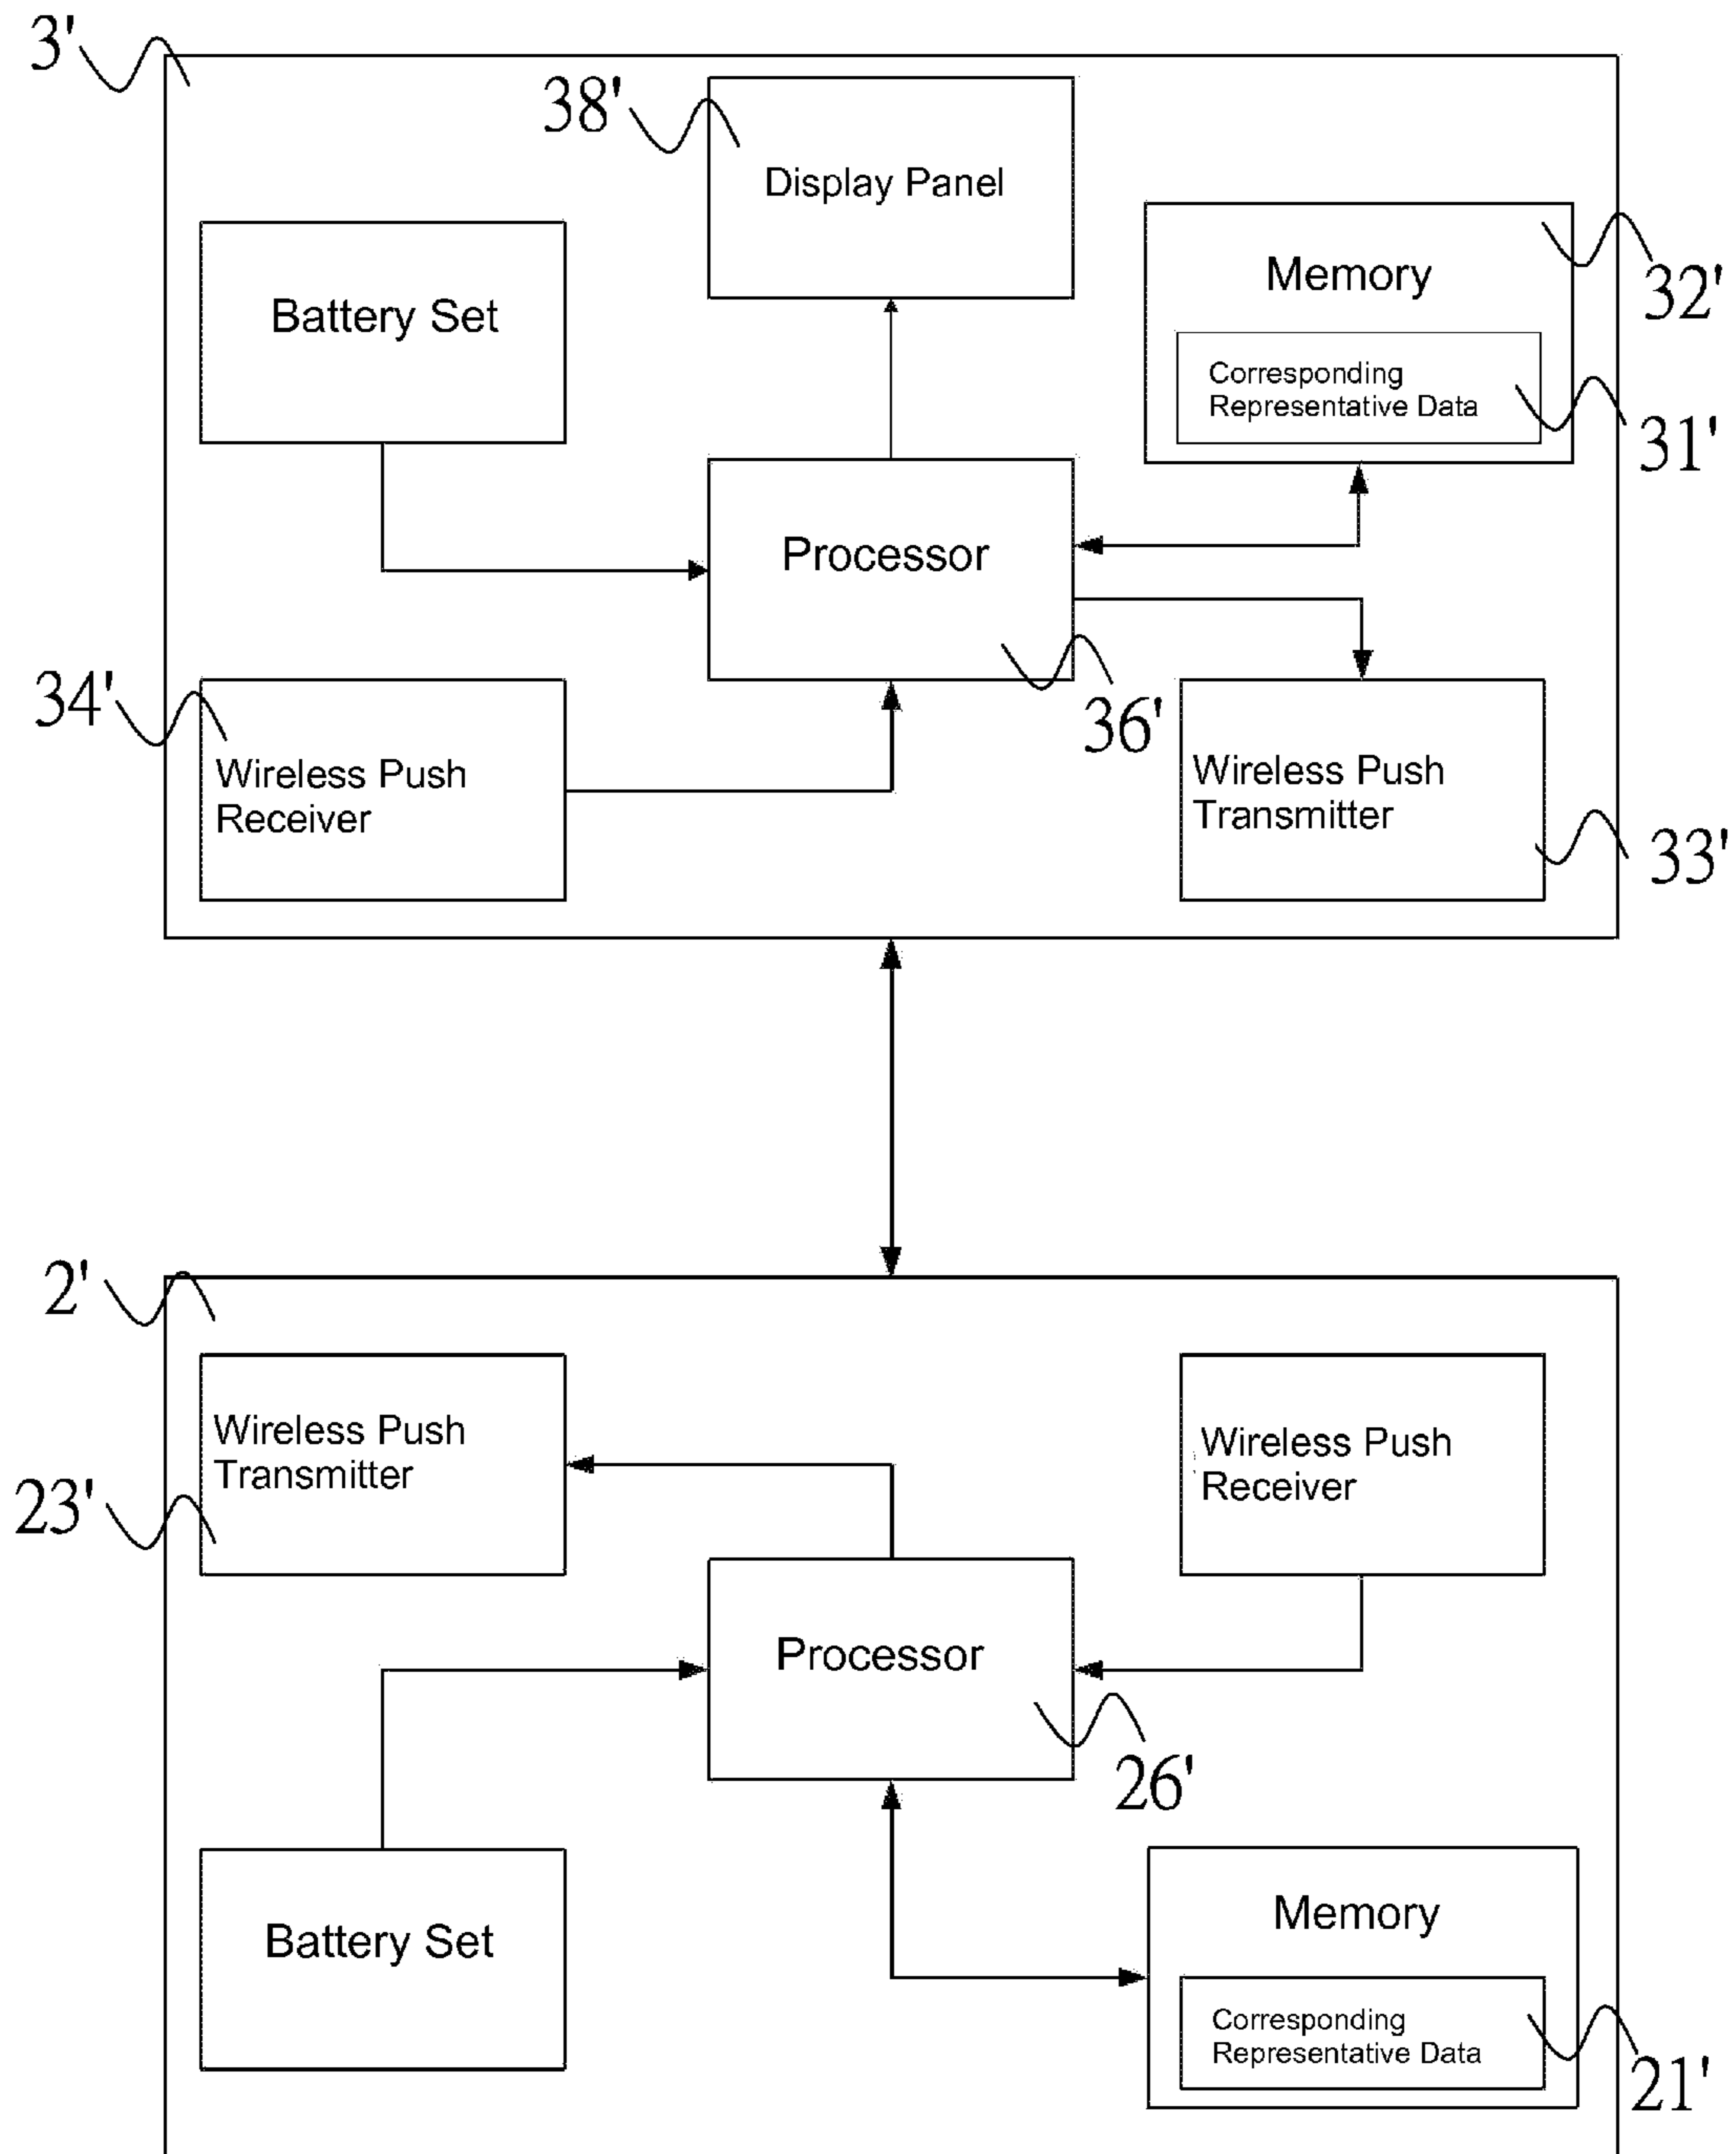 3'
38'
Display Panel
Battery Set
Memory
32'
Corresponding
Representative Data
31'
Processor
36'
34'
Wireless Push
Receiver
Wireless Push
Transmitter
33'
2'
Wireless Push
Transmitter
23'
Wireless Push
Receiver
Processor
26'
Battery Set
Memory
Corresponding
Representative Data
21'